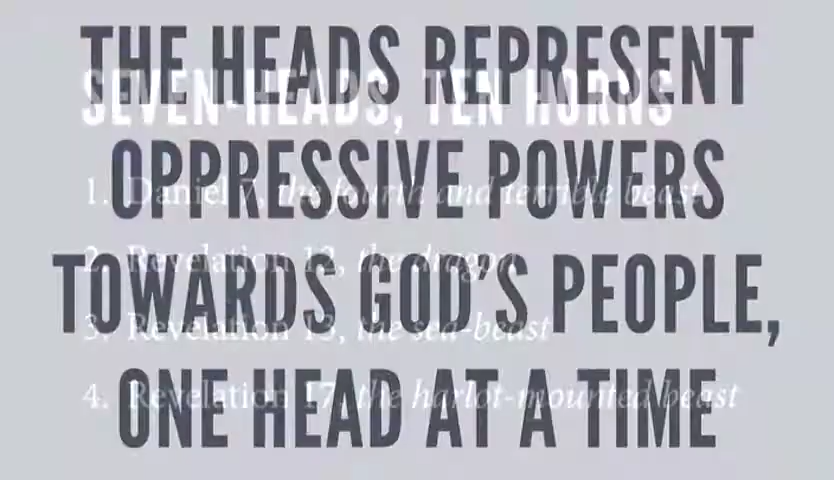 THE HEADS REPRESENT
SEVEN-HEADS, TEN HORNS
OPPRESSIVE POWERS
1. Daniel 7, the fourth and terrible beast
2. Revelation 12, the dragon
TOWARDS GOD'S PEOPLE,
3. Revelation 13, the sea-beast
4. Revelation 17, the harlot-mounted beast
ONE HEAD AT A TIME